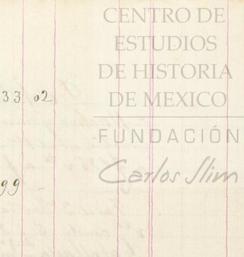 CENTRO DE
ESTUDIOS
DE HISTORIA
DE MEXICO
33 02
FUNDACIÓN
Carlos Slim
99 -